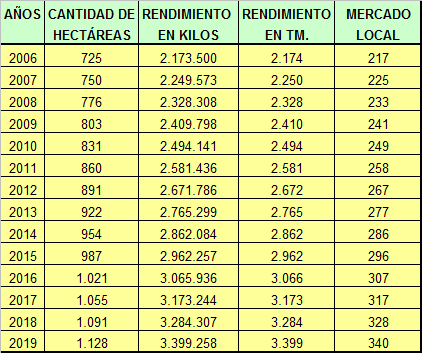 AÑOS CANTIDAD DE HECTÁREAS RENDIMIENTO EN KILOS RENDIMIENTO EN TM. MERCADO LOCAL
2006 725 2.173.500 2.174 217
2007 750 2.249.573 2.250 225
2008 776 2.328.308 2.328 233
2009 803 2.409.798 2.410 241
2010 831 2.494.141 2.494 249
2011 860 2.581.436 2.581 258
2012 891 2.671.786 2.672 267
2013 922 2.765.299 2.765 277
2014 954 2.862.084 2.862 286
2015 987 2.962.257 2.962 296
2016 1.021 3.065.936 3.066 307
2017 1.055 3.173.244 3.173 317
2018 1.091 3.284.307 3.284 328
2019 1.128 3.399.258 3.399 340